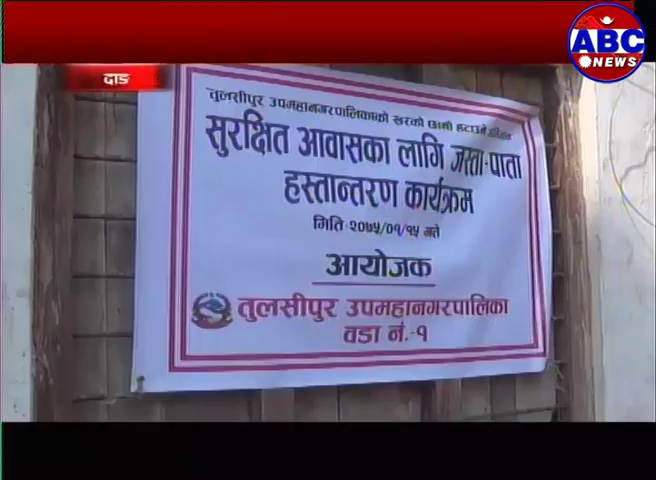 ABC
NEWS
दाङ
तुलसीपुर उपमहानगरपालिकाको खरको छानो हटाउने अभियान
सुरक्षित आवासका लागि जस्ता-पाता
हस्तान्तरण कार्यक्रम
मिति २०७५/०१/१५ गते
आयोजक
तुलसीपुर उपमहानगरपालिका
वडा नं.-१